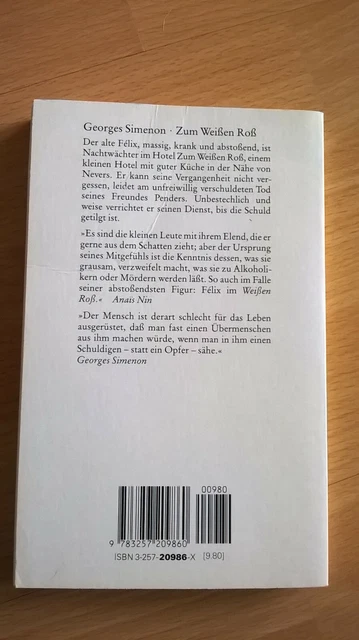 Georges Simenon · Zum Weißen Roß
Der alte Félix, massig, krank und abstoßend, ist
Nachtwächter im Hotel Zum Weißen Roß, einem
kleinen Hotel mit guter Küche in der Nähe von
Nevers. Er kann seine Vergangenheit nicht ver-
gessen, leidet am unfreiwillig verschuldeten Tod
seines Freundes Penders. Unbestechlich und
weise verrichtet er seinen Dienst, bis die Schuld
getilgt ist.
»Es sind die kleinen Leute mit ihrem Elend, die er
gerne aus dem Schatten zieht; aber der Ursprung
seines Mitgefühls ist die Kenntnis dessen, was sie
grausam, verzweifelt macht, was sie zu Alkoholi-
kern oder Mördern werden läßt. So auch im Falle
seiner abstoßendsten Figur: Félix im Weißen
Roß.« Anais Nin
»Der Mensch ist derart schlecht für das Leben
ausgerüstet, daß man fast einen Übermenschen
aus ihm machen würde, wenn man in ihm einen
Schuldigen – statt ein Opfer – sähe.«
Georges Simenon
00980
9 783257 209860
ISBN 3-257-20986-X [9.80]